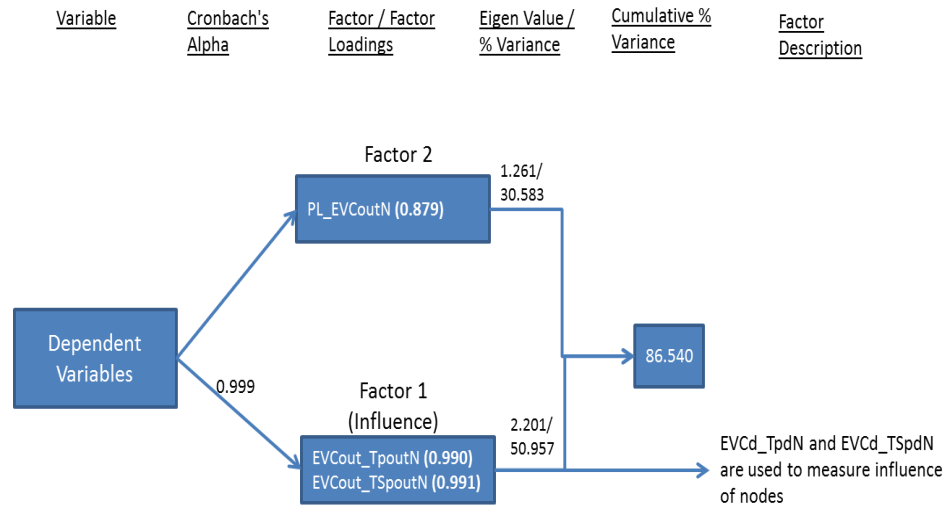 Variable
Cronbach's
Alpha
Factor / Factor
Loadings
Eigen Value /
% Variance
Cumulative %
Variance
Factor
Description
Factor 2
PL_EVCoutN (0.879)
1.261/
30.583
Dependent
Variables
0.999
Factor 1
(Influence)
EVCout_TpoutN (0.990)
EVCout_TSpoutN (0.991)
2.201/
50.957
86.540
EVCd_TpdN and EVCd_TSpdN
are used to measure influence
of nodes